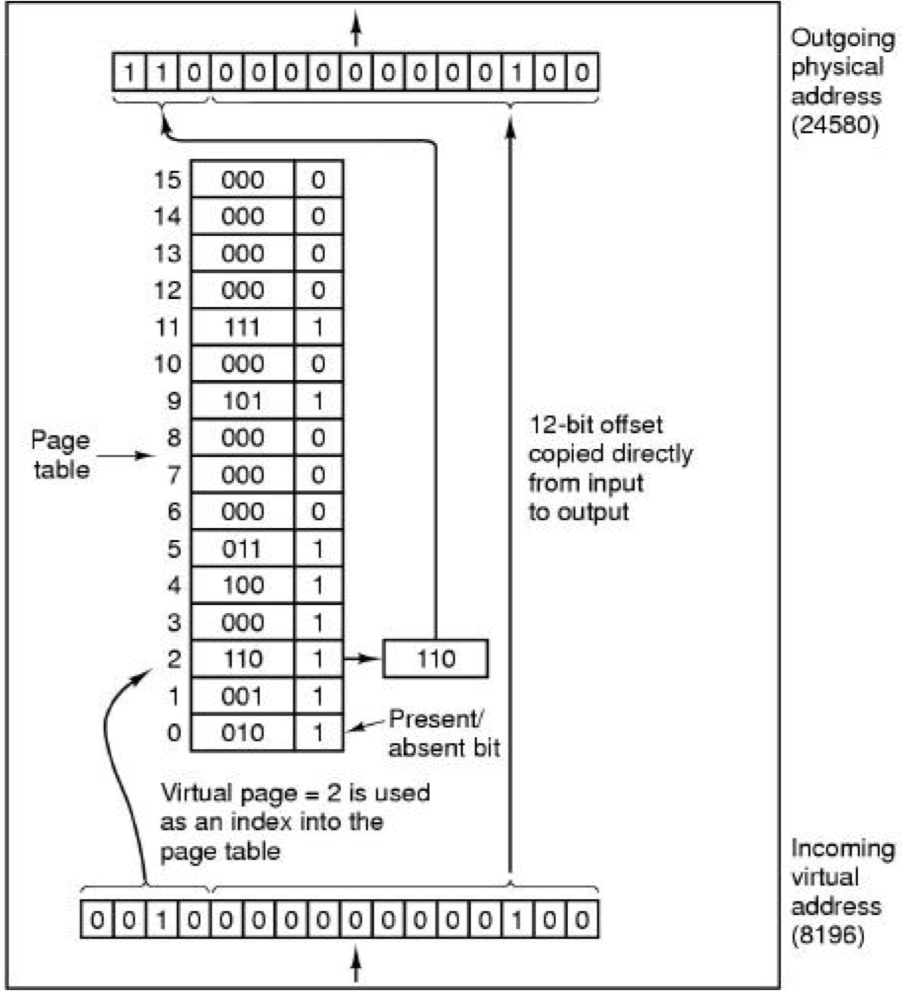 Outgoing
physical
address
(24580)
1 1 0 0 0 0 0 0 0 0 0 0 1 0 0
15 000 0
14 000 0
13 000 0
12 000 0
11 111 1
10 000 0
9 101 1
8 000 0
7 000 0
6 000 0
5 011 1
4 100 1
3 000 1
2 110 1 110
1 001 1
0 010 1
Page
table
12-bit offset
copied directly
from input
to output
Present/
absent bit
Virtual page = 2 is used
as an index into the
page table
0 0 1 0 0 0 0 0 0 0 0 0 0 1 0 0
Incoming
virtual
address
(8196)